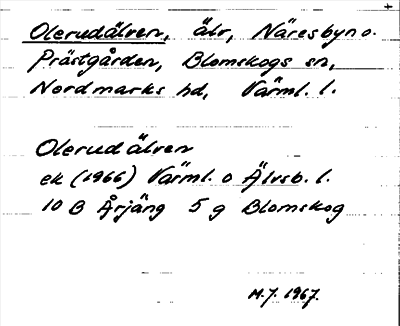 Olerudälven, älv, Näresbyn o.
Prästgården, Blomskogs sn,
Nordmarks hd, Värml. l.
Olerudälven
ek (1966) Värml. o Älvsb. l.
10 B Årjäng 5 g Blomskog
M.J. 1967.